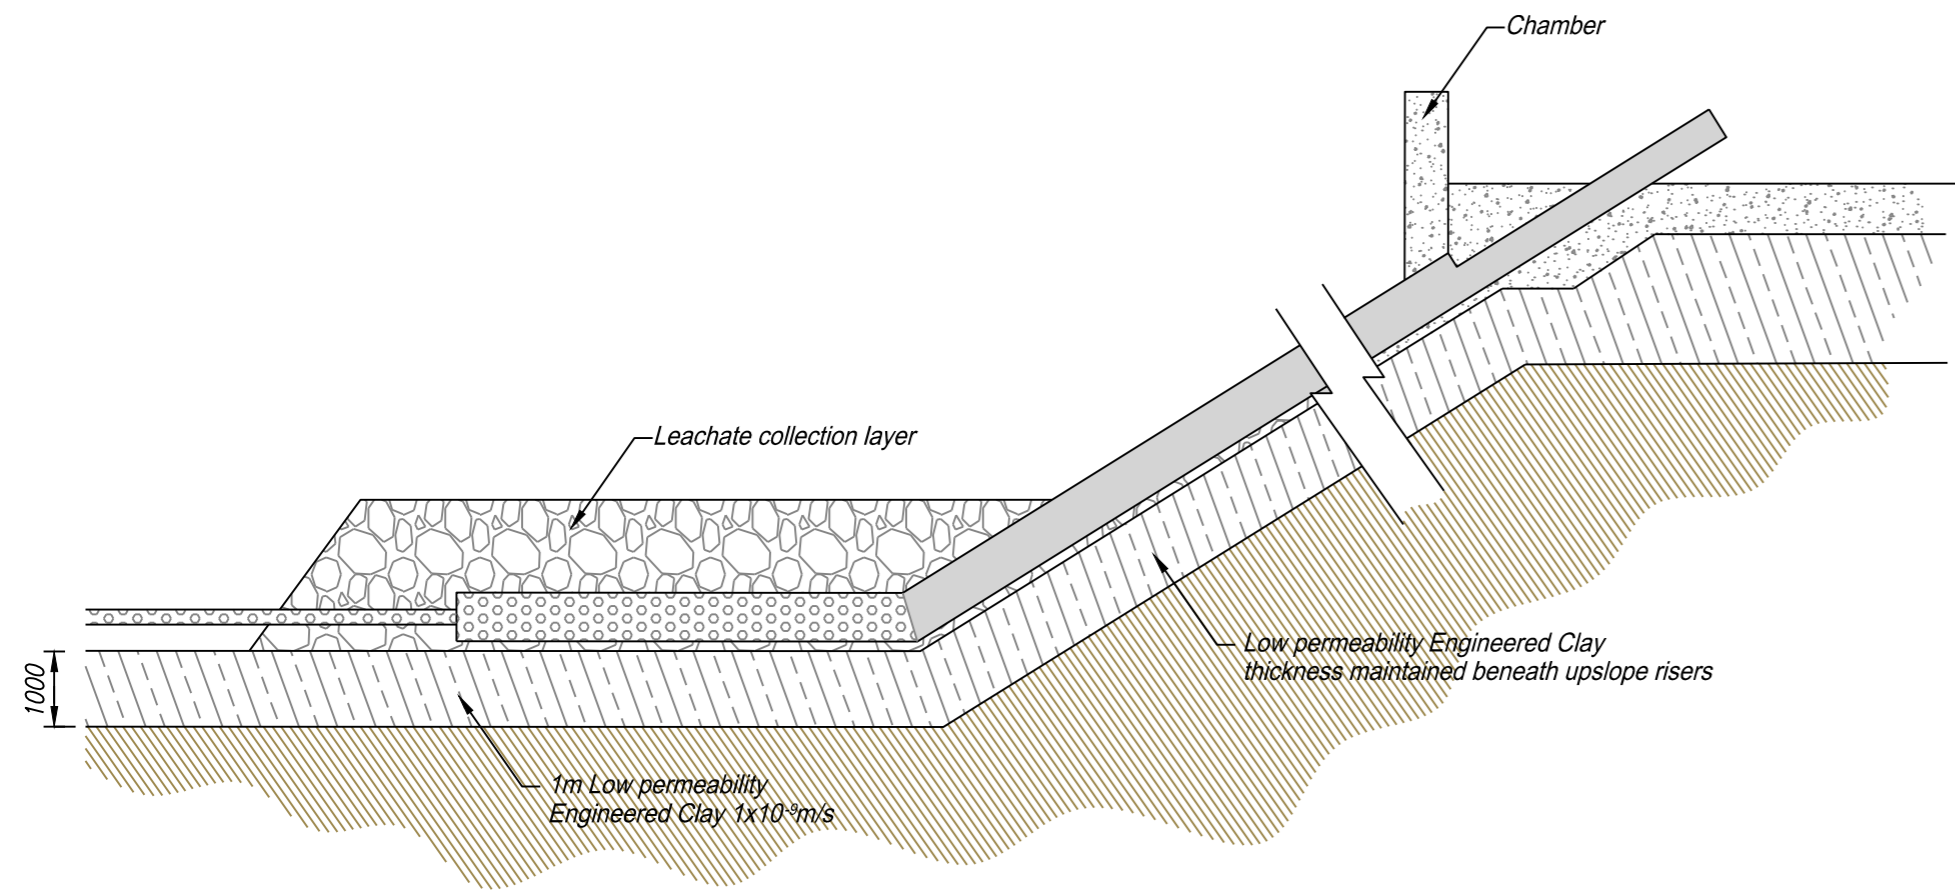 Chamber
Leachate collection layer
Low permeability Engineered Clay
thickness maintained beneath upslope risers
1000
1m Low permeability
Engineered Clay 1x10⁻⁹m/s